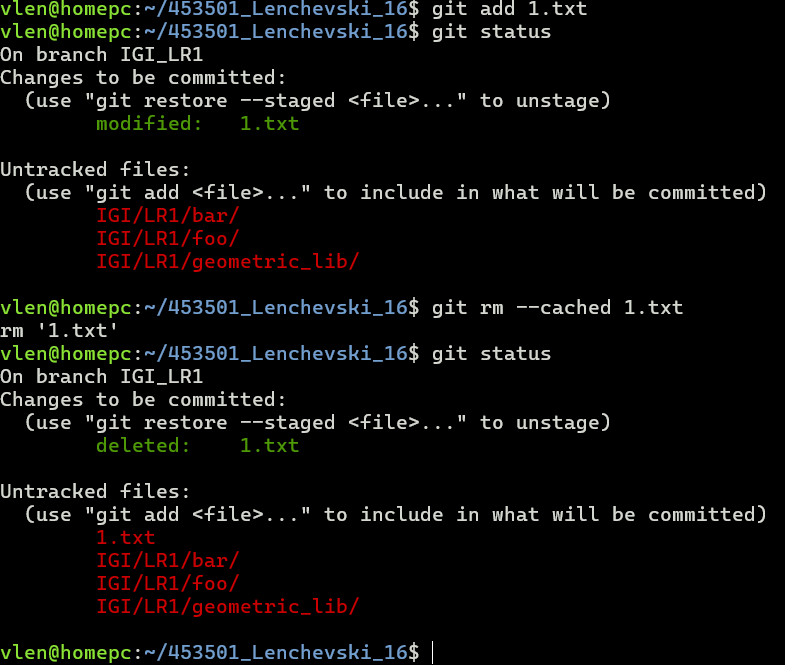 vlen@homepc:~/453501_Lenchevski_16$ git add 1.txt
vlen@homepc:~/453501_Lenchevski_16$ git status
On branch IGI_LR1
Changes to be committed:
  (use "git restore --staged <file>..." to unstage)
        modified:   1.txt

Untracked files:
  (use "git add <file>..." to include in what will be committed)
        IGI/LR1/bar/
        IGI/LR1/foo/
        IGI/LR1/geometric_lib/

vlen@homepc:~/453501_Lenchevski_16$ git rm --cached 1.txt
rm '1.txt'
vlen@homepc:~/453501_Lenchevski_16$ git status
On branch IGI_LR1
Changes to be committed:
  (use "git restore --staged <file>..." to unstage)
        deleted:    1.txt

Untracked files:
  (use "git add <file>..." to include in what will be committed)
        1.txt
        IGI/LR1/bar/
        IGI/LR1/foo/
        IGI/LR1/geometric_lib/

vlen@homepc:~/453501_Lenchevski_16$